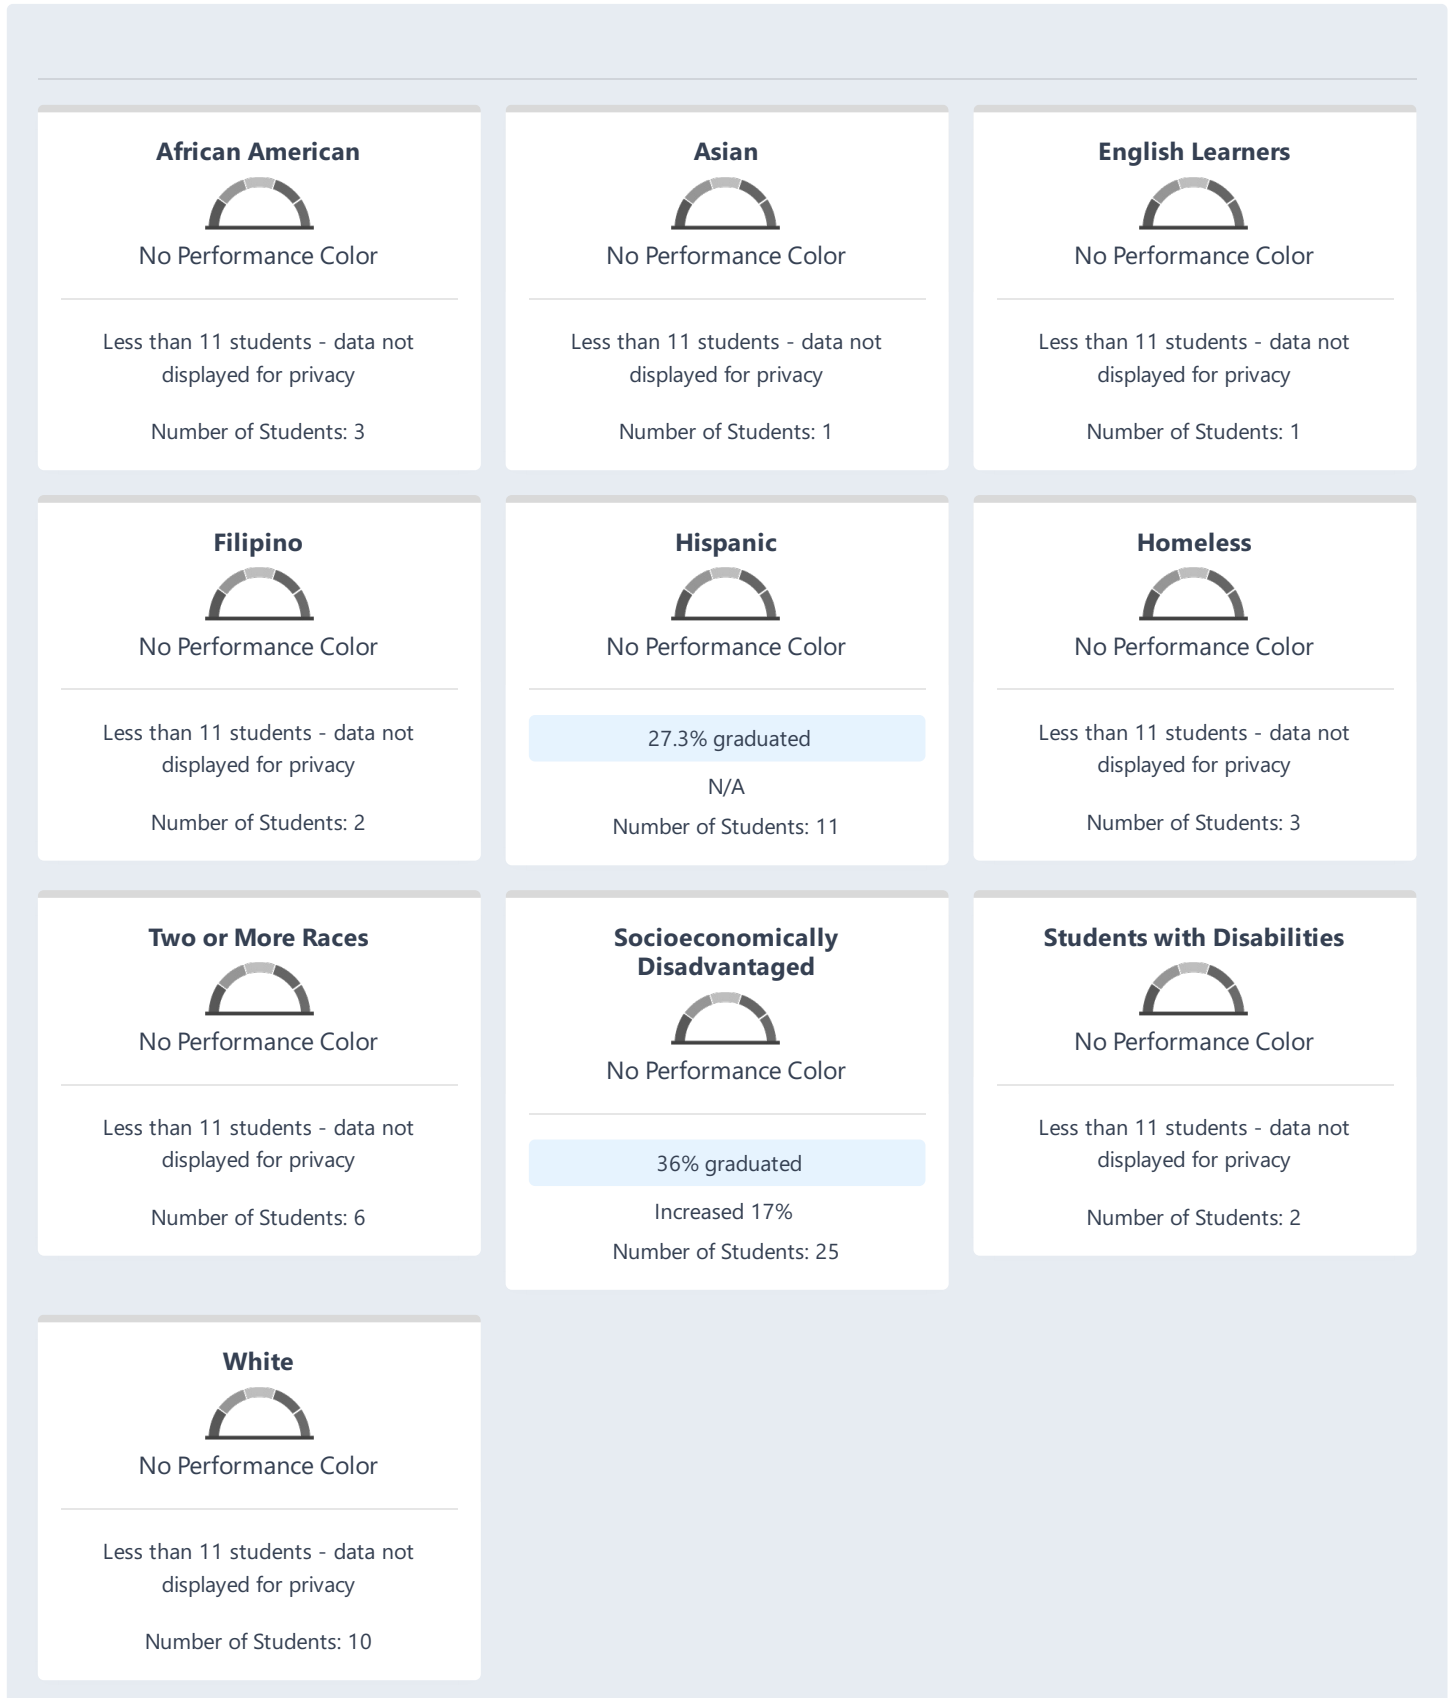 African American
No Performance Color
Less than 11 students - data not
displayed for privacy
Number of Students: 3
Asian
No Performance Color
Less than 11 students - data not
displayed for privacy
Number of Students: 1
English Learners
No Performance Color
Less than 11 students - data not
displayed for privacy
Number of Students: 1
Filipino
No Performance Color
Less than 11 students - data not
displayed for privacy
Number of Students: 2
Hispanic
No Performance Color
27.3% graduated
N/A
Number of Students: 11
Homeless
No Performance Color
Less than 11 students - data not
displayed for privacy
Number of Students: 3
Two or More Races
No Performance Color
Less than 11 students - data not
displayed for privacy
Number of Students: 6
Socioeconomically
Disadvantaged
No Performance Color
36% graduated
Increased 17%
Number of Students: 25
Students with Disabilities
No Performance Color
Less than 11 students - data not
displayed for privacy
Number of Students: 2
White
No Performance Color
Less than 11 students - data not
displayed for privacy
Number of Students: 10